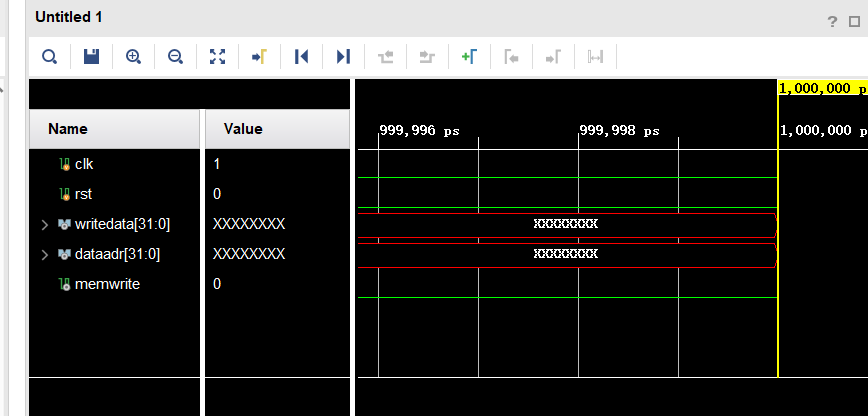 Untitled 1
?
1,000,000 p
Name Value 999,996 ps 999,998 ps 1,000,000 p
clk 1
rst 0
writedata[31:0] XXXXXXXX XXXXXXXX
dataadr[31:0] XXXXXXXX XXXXXXXX
memwrite 0